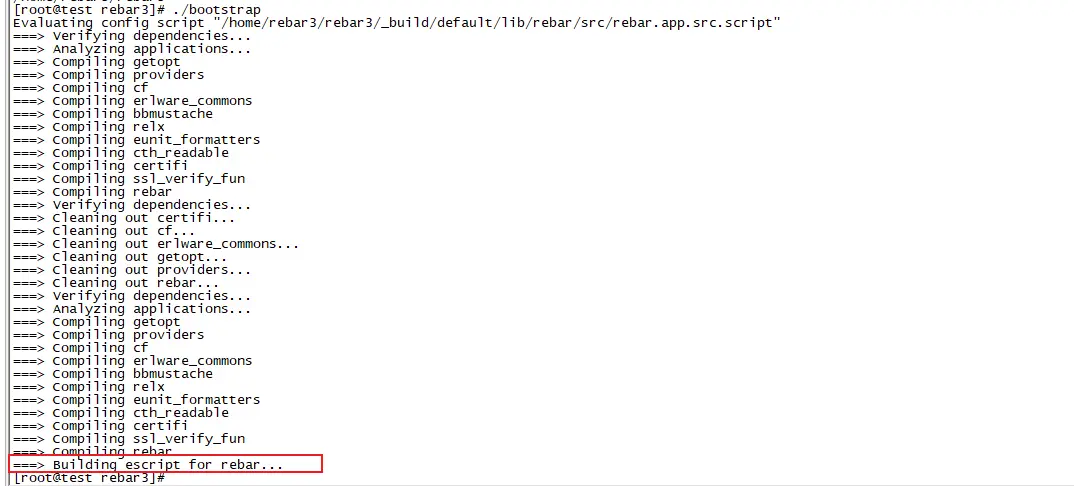 [root@test rebar3]# ./bootstrap
Evaluating config script "/home/rebar3/rebar3/_build/default/lib/rebar/src/rebar.app.src.script"
===> Verifying dependencies...
===> Analyzing applications...
===> Compiling getopt
===> Compiling providers
===> Compiling cf
===> Compiling erlware_commons
===> Compiling bbmustache
===> Compiling relx
===> Compiling eunit_formatters
===> Compiling cth_readable
===> Compiling certifi
===> Compiling ssl_verify_fun
===> Compiling rebar
===> Verifying dependencies...
===> Cleaning out certifi...
===> Cleaning out cf...
===> Cleaning out erlware_commons...
===> Cleaning out getopt...
===> Cleaning out providers...
===> Cleaning out rebar...
===> Verifying dependencies...
===> Analyzing applications...
===> Compiling getopt
===> Compiling providers
===> Compiling cf
===> Compiling erlware_commons
===> Compiling bbmustache
===> Compiling relx
===> Compiling eunit_formatters
===> Compiling cth_readable
===> Compiling certifi
===> Compiling ssl_verify_fun
===> Compiling rebar
===> Building escript for rebar...
[root@test rebar3]#